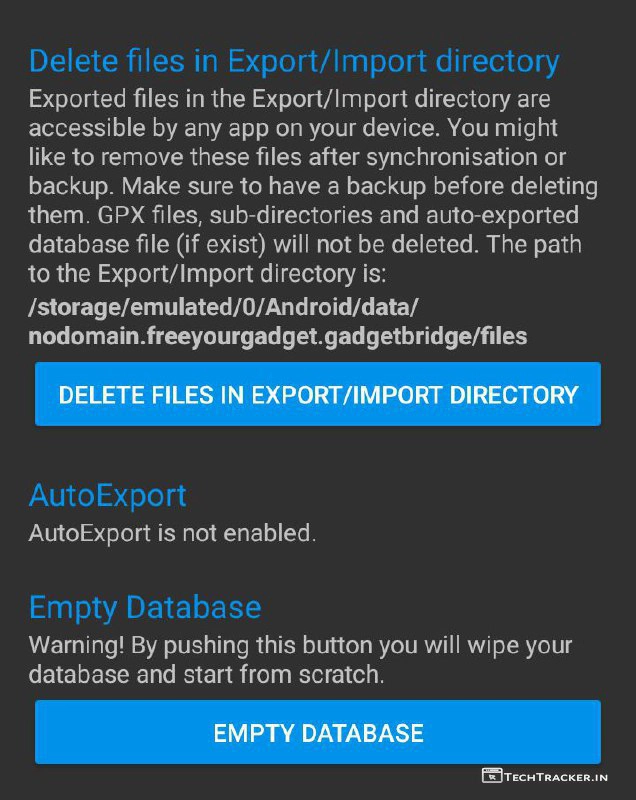 Delete files in Export/Import directory
Exported files in the Export/Import directory are
accessible by any app on your device. You might
like to remove these files after synchronisation or
backup. Make sure to have a backup before deleting
them. GPX files, sub-directories and auto-exported
database file (if exist) will not be deleted. The path
to the Export/Import directory is:
/storage/emulated/0/Android/data/
nodomain.freeyourgadget.gadgetbridge/files
DELETE FILES IN EXPORT/IMPORT DIRECTORY
AutoExport
AutoExport is not enabled.
Empty Database
Warning! By pushing this button you will wipe your
database and start from scratch.
EMPTY DATABASE
TECHTRACKER.IN